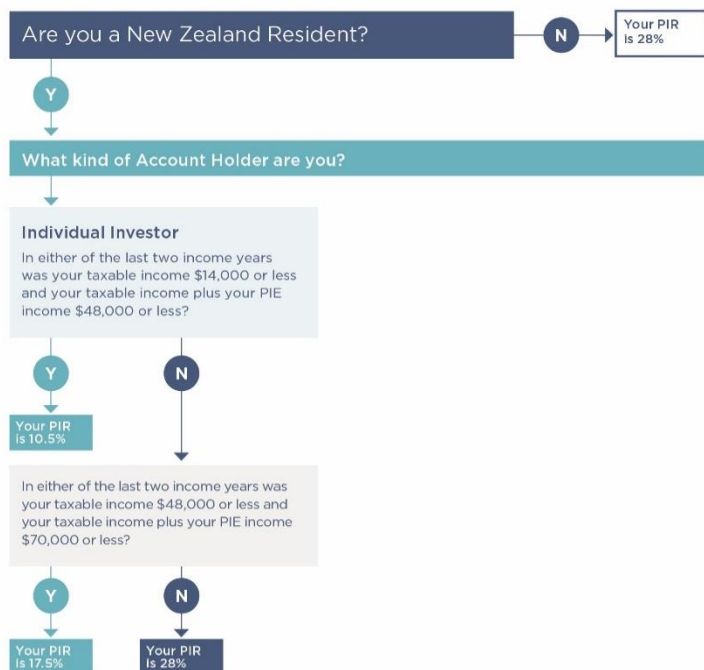 Are you a New Zealand Resident?
N
Your PIR
is 28%
Y
What kind of Account Holder are you?
Individual Investor
In either of the last two income years
was your taxable income $14,000 or less
and your taxable income plus your PIE
income $48,000 or less?
Y
N
Your PIR
is 10.5%
In either of the last two income years was
your taxable income $48,000 or less and
your taxable income plus your PIE income
$70,000 or less?
Y
N
Your PIR
is 17.5%
Your PIR
is 28%